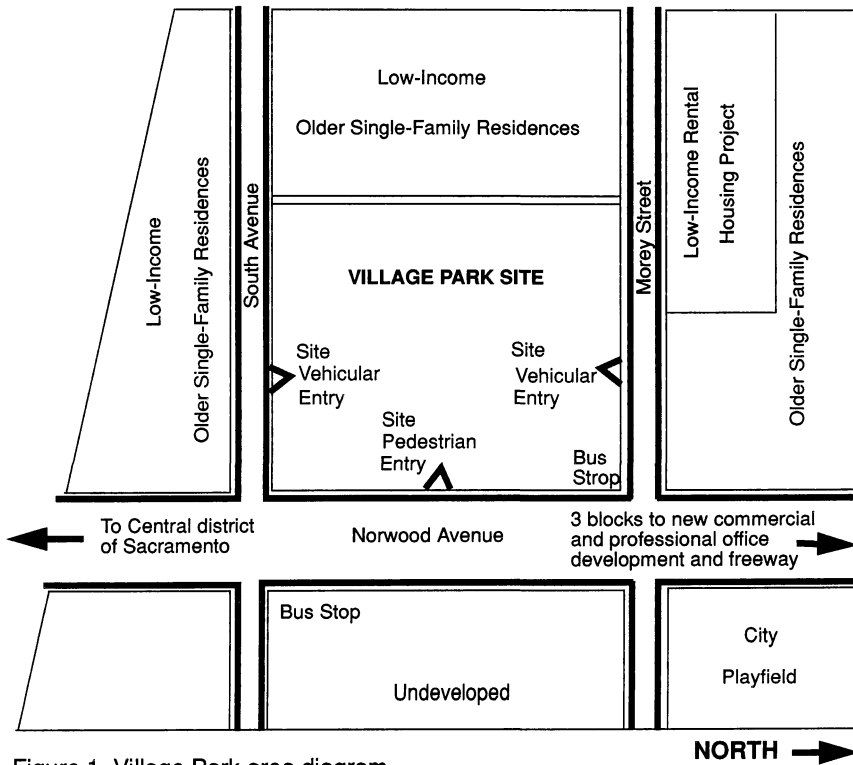 Low-Income
Older Single-Family Residences
Low-Income
Older Single-Family Residences
South Avenue
Morey Street
Low-Income Rental
Housing Project
Older Single-Family Residences
VILLAGE PARK SITE
Site
Vehicular
Entry
Site
Vehicular
Entry
Site
Pedestrian
Entry
Bus
Strop
To Central district
of Sacramento
Norwood Avenue
3 blocks to new commercial
and professional office
development and freeway
Bus Stop
Undeveloped
City
Playfield
NORTH
Figure 1. Village Park area diagram